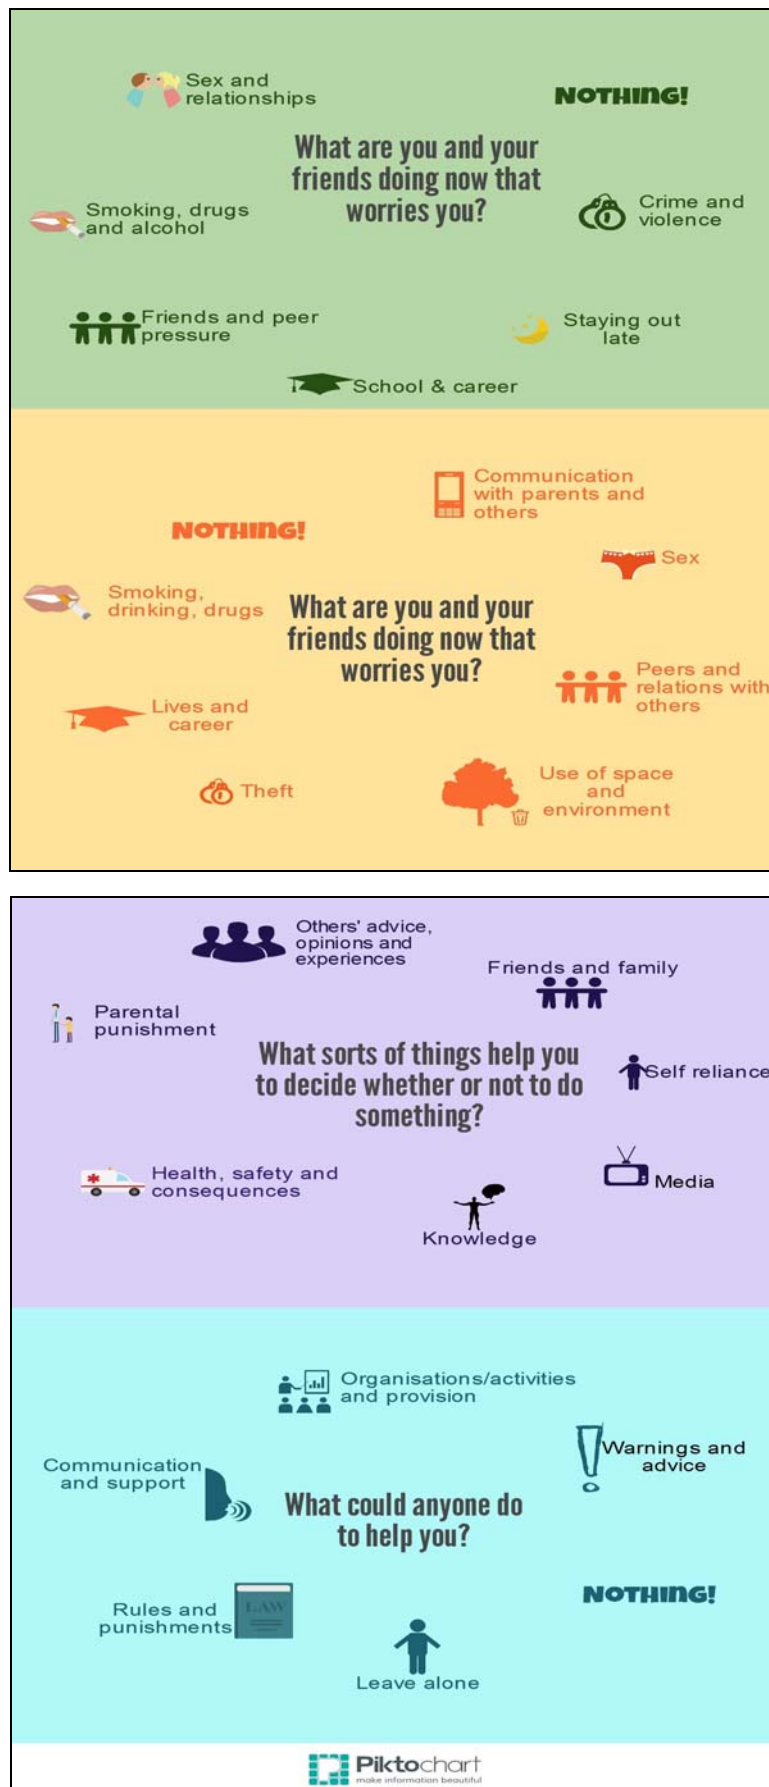 Sex and
relationships
NOTHING!
What are you and your
friends doing now that
worries you?
Smoking, drugs
and alcohol
Crime and
violence
Friends and peer
pressure
Staying out
late
School & career
Communication
with parents and
others
NOTHING!
Sex
Smoking,
drinking, drugs
What are you and your
friends doing now that
worries you?
Peers and
relations with
others
Lives and
career
Theft
Use of space
and
environment
Others' advice,
opinions and
experiences
Friends and family
Parental
punishment
What sorts of things help you
to decide whether or not to do
something?
Self reliance
Health, safety and
consequences
Media
Knowledge
Organisations/activities
and provision
Warnings and
advice
Communication
and support
What could anyone do
to help you?
NOTHING!
Rules and
punishments
LAW
Leave alone
Piktochart
make information beautiful